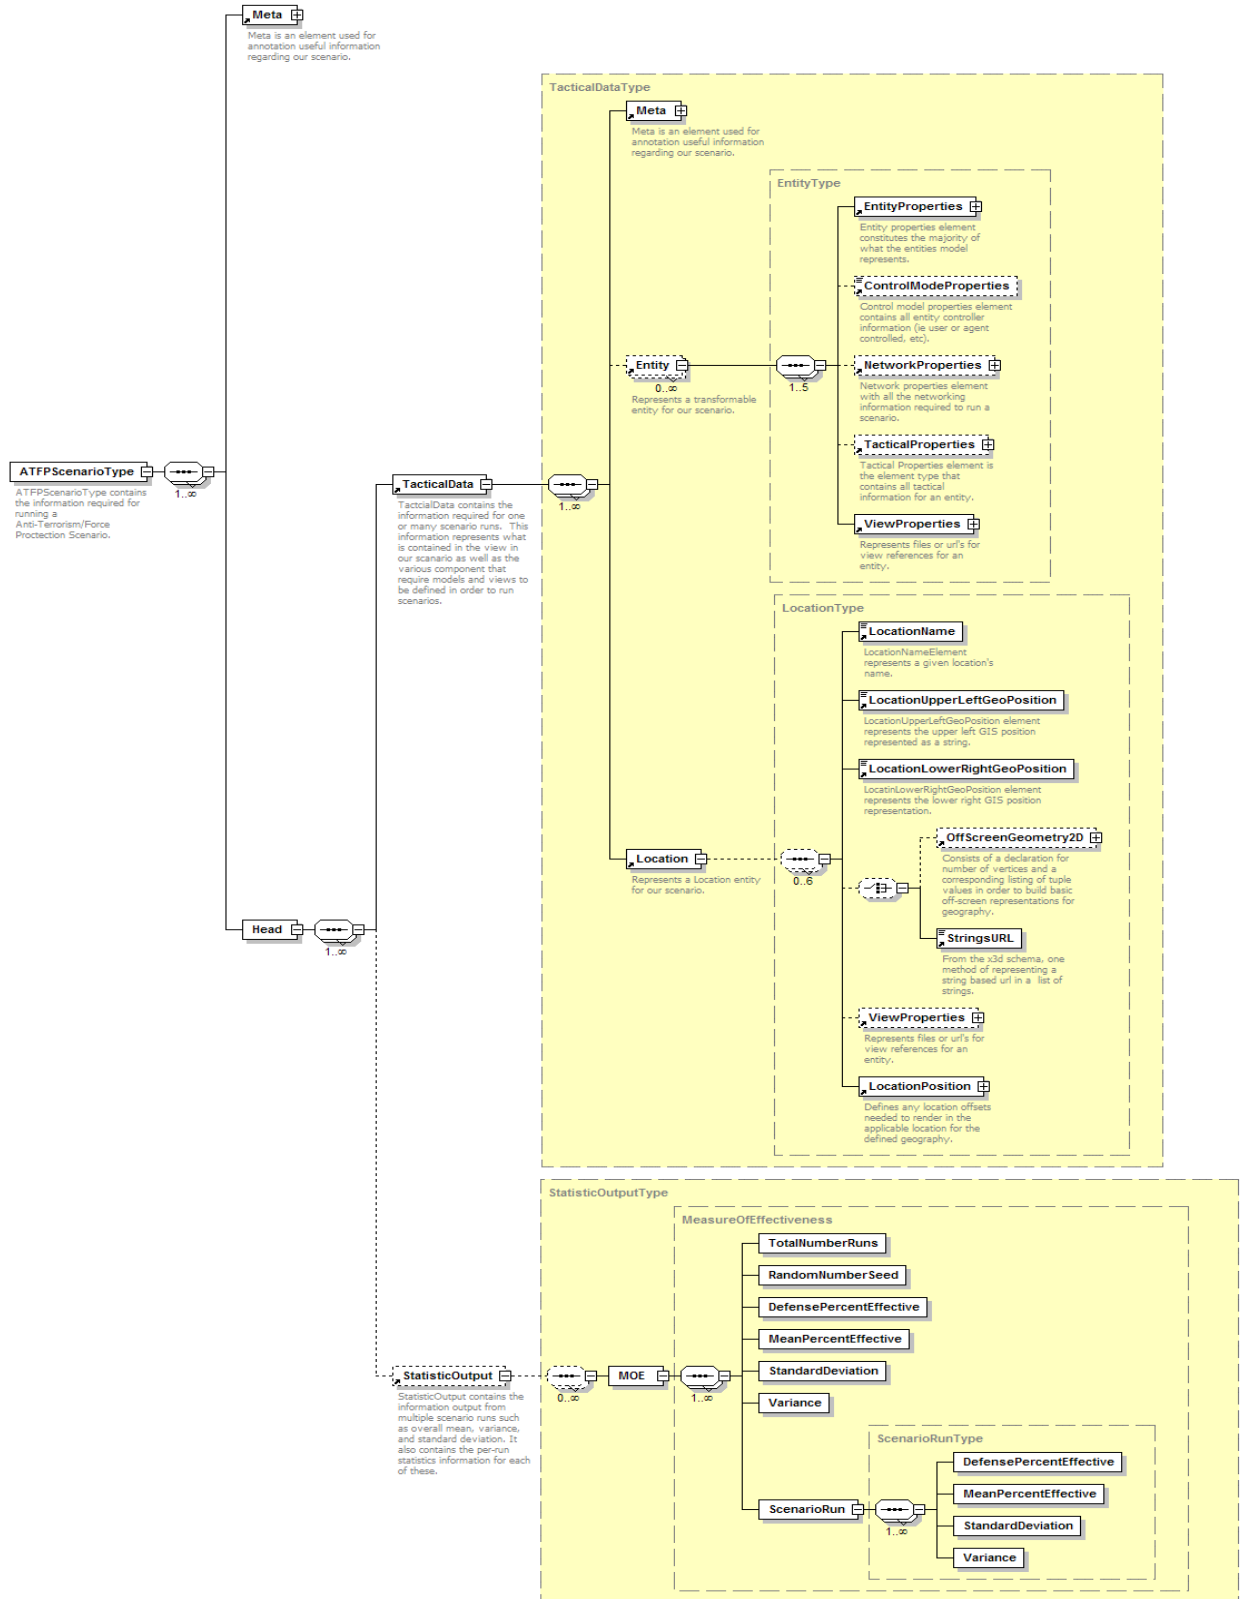 Meta
Meta is an element used for
annotation useful information
regarding our scenario.
TacticalDataType
Meta
Meta is an element used for
annotation useful information
regarding our scenario.
EntityType
EntityProperties
Entity properties element
constitutes the majority of
what the entities model
represents.
ControlModeProperties
Control model properties element
contains all entity controller
information (ie user or agent
controlled, etc).
Entity
0..∞
Represents a transformable
entity for our scenario.
1..5
NetworkProperties
Network properties element
with all the networking
information required to run a
scenario.
TacticalProperties
Tactical Properties element is
the element type that
contains all tactical
information for an entity.
ViewProperties
Represents files or url's for
view references for an
entity.
ATFPScenarioType
ATFPScenarioType contains
the information required for
running a
Anti-Terrorism/Force
Proctection Scenario.
1..∞
TacticalData
TactcialData contains the
information required for one
or many scenario runs.  This
information represents what
is contained in the view in
our scanario as well as the
various component that
require models and views to
be defined in order to run
scenarios.
1..∞
LocationType
LocationName
LocationNameElement
represents a given location's
name.
LocationUpperLeftGeoPosition
LocationUpperLeftGeoPosition element
represents the upper left GIS position
represented as a string.
LocationLowerRightGeoPosition
LocatinLowerRightGeoPosition element
represents the lower right GIS position
representation.
Location
Represents a Location entity
for our scenario.
0..6
OffScreenGeometry2D
Consists of a declaration for
number of vertices and a
corresponding listing of tuple
values in order to build basic
off-screen representations for
geography.
StringsURL
From the x3d schema, one
method of representing a
string based url in a  list of
strings.
Head
1..∞
ViewProperties
Represents files or url's for
view references for an
entity.
LocationPosition
Defines any location offsets
needed to render in the
applicable location for the
defined geography.
StatisticOutputType
MeasureOfEffectiveness
TotalNumberRuns
RandomNumberSeed
DefensePercentEffective
MeanPercentEffective
StandardDeviation
Variance
StatisticOutput
StatisticOutput contains the
information output from
multiple scenario runs such
as overall mean, variance,
and standard deviation. It
also contains the per-run
statistics information for each
of these.
0..∞
MOE
1..∞
ScenarioRunType
ScenarioRun
1..∞
DefensePercentEffective
MeanPercentEffective
StandardDeviation
Variance